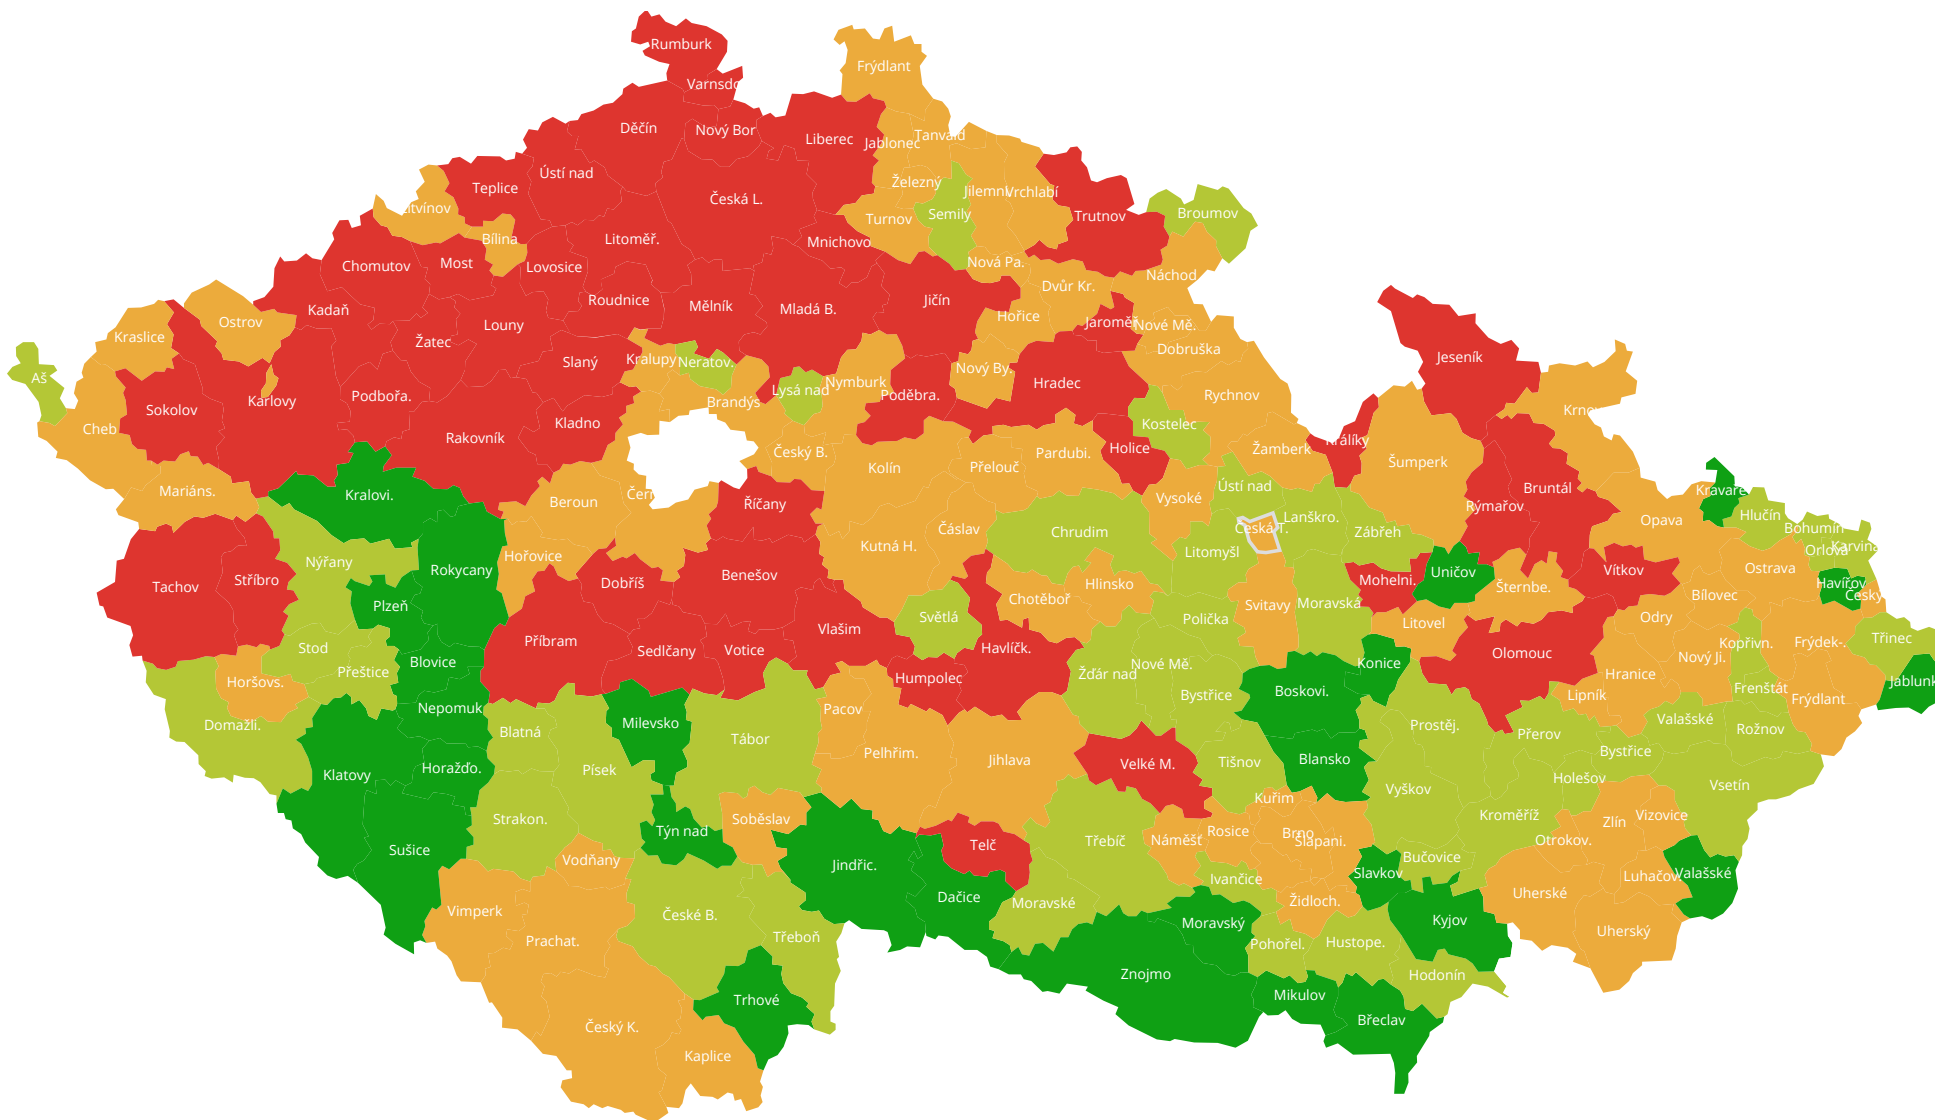 Rumburk
Frýdlant
Děčín
Nový Bor
Liberec
Jablonec
Tanvald
Ústí nad
Teplice
Železný
Jilemni
Vrchlabí
Česká L.
Semily
Trutnov
Broumov
Turnov
Bílina
Litoměř.
Mnichovo
Chomutov
Most
Lovosice
Nová Pa.
Náchod
Dvůr Kr.
Kadaň
Roudnice
Mělník
Mladá B.
Jičín
Hořice
Jaroměř
Nové Mě.
Ostrov
Louny
Kraslice
Žatec
Dobruška
Slaný
Kralupy
Neratov.
Jeseník
Aš
Nový By.
Nymburk
Lysá nad
Hradec
Podbořa.
Poděbra.
Rychnov
Karlovy
Brandýs
Sokolov
Cheb
Rakovník
Kladno
Kostelec
Králíky
Český B.
Holice
Pardubi.
Žamberk
Kolín
Přelouč
Šumperk
Mariáns.
Kralovi.
Ústí nad
Bruntál
Kravaře
Beroun
Vysoké
Říčany
Rýmařov
Hlučín
Lanškro.
Opava
Česká T.
Čáslav
Chrudim
Zábřeh
Bohumín
Kutná H.
Litomyšl
Orlová
Karviná
Hořovice
Nýřany
Rokycany
Benešov
Dobříš
Vítkov
Ostrava
Uničov
Mohelni.
Tachov
Stříbro
Hlinsko
Šternbe.
Havířov
Český
Bílovec
Chotěboř
Plzeň
Svitavy
Moravská
Světlá
Polička
Odry
Litovel
Vlašim
Příbram
Třinec
Kopřivn.
Frýdek-.
Stod
Havlíčk.
Sedlčany
Votice
Olomouc
Nový Ji.
Blovice
Konice
Nové Mě.
Přeštice
Žďár nad
Hranice
Humpolec
Jablunk
Horšovs.
Frenštát
Boskovi.
Bystřice
Lipník
Frýdlant
Nepomuk
Pacov
Valašské
Milevsko
Domažli.
Prostěj.
Rožnov
Blatná
Přerov
Tábor
Bystřice
Pelhřim.
Jihlava
Blansko
Tišnov
Velké M.
Horažďo.
Písek
Klatovy
Holešov
Vsetín
Vyškov
Kuřim
Kroměříž
Vizovice
Strakon.
Soběslav
Zlín
Týn nad
Rosice
Brno
Náměšť
Třebíč
Šlapani.
Otrokov.
Telč
Sušice
Bučovice
Vodňany
Jindřic.
Slavkov
Valašské
Luhačov.
Ivančice
Uherské
Dačice
Židloch.
Moravské
Vimperk
České B.
Kyjov
Moravský
Uherský
Třeboň
Prachat.
Hustope.
Pohořel.
Znojmo
Hodonín
Mikulov
Trhové
Břeclav
Český K.
Kaplice